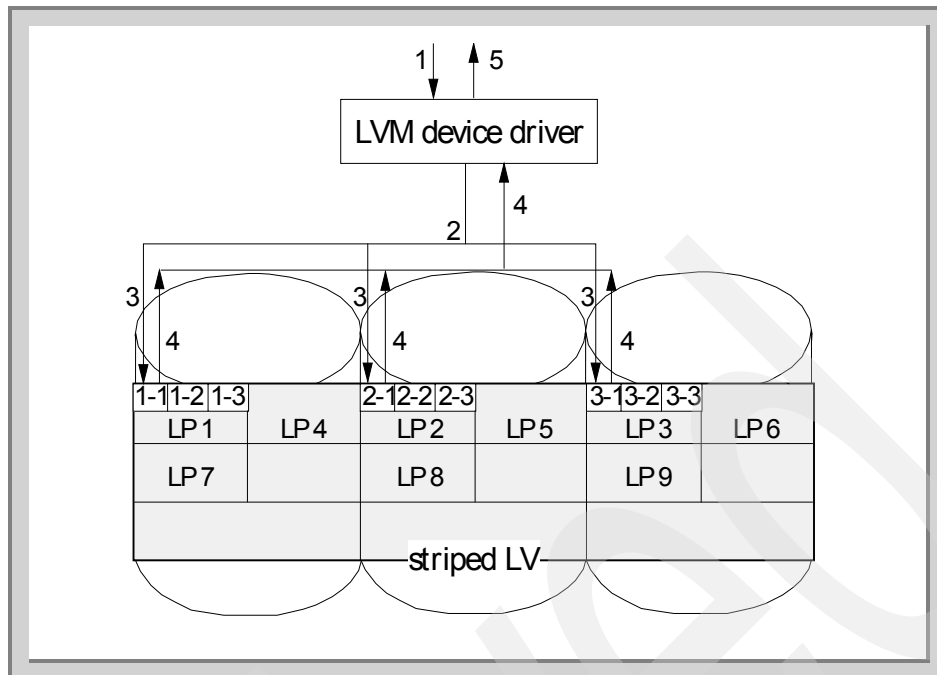 1 5
LVM device driver
4
2
3 3 3
4 4 4
1-1 1-2 1-3 2-1 2-2 2-3 3-1 3-2 3-3
LP1 LP4 LP2 LP5 LP3 LP6
LP7 LP8 LP9
striped LV